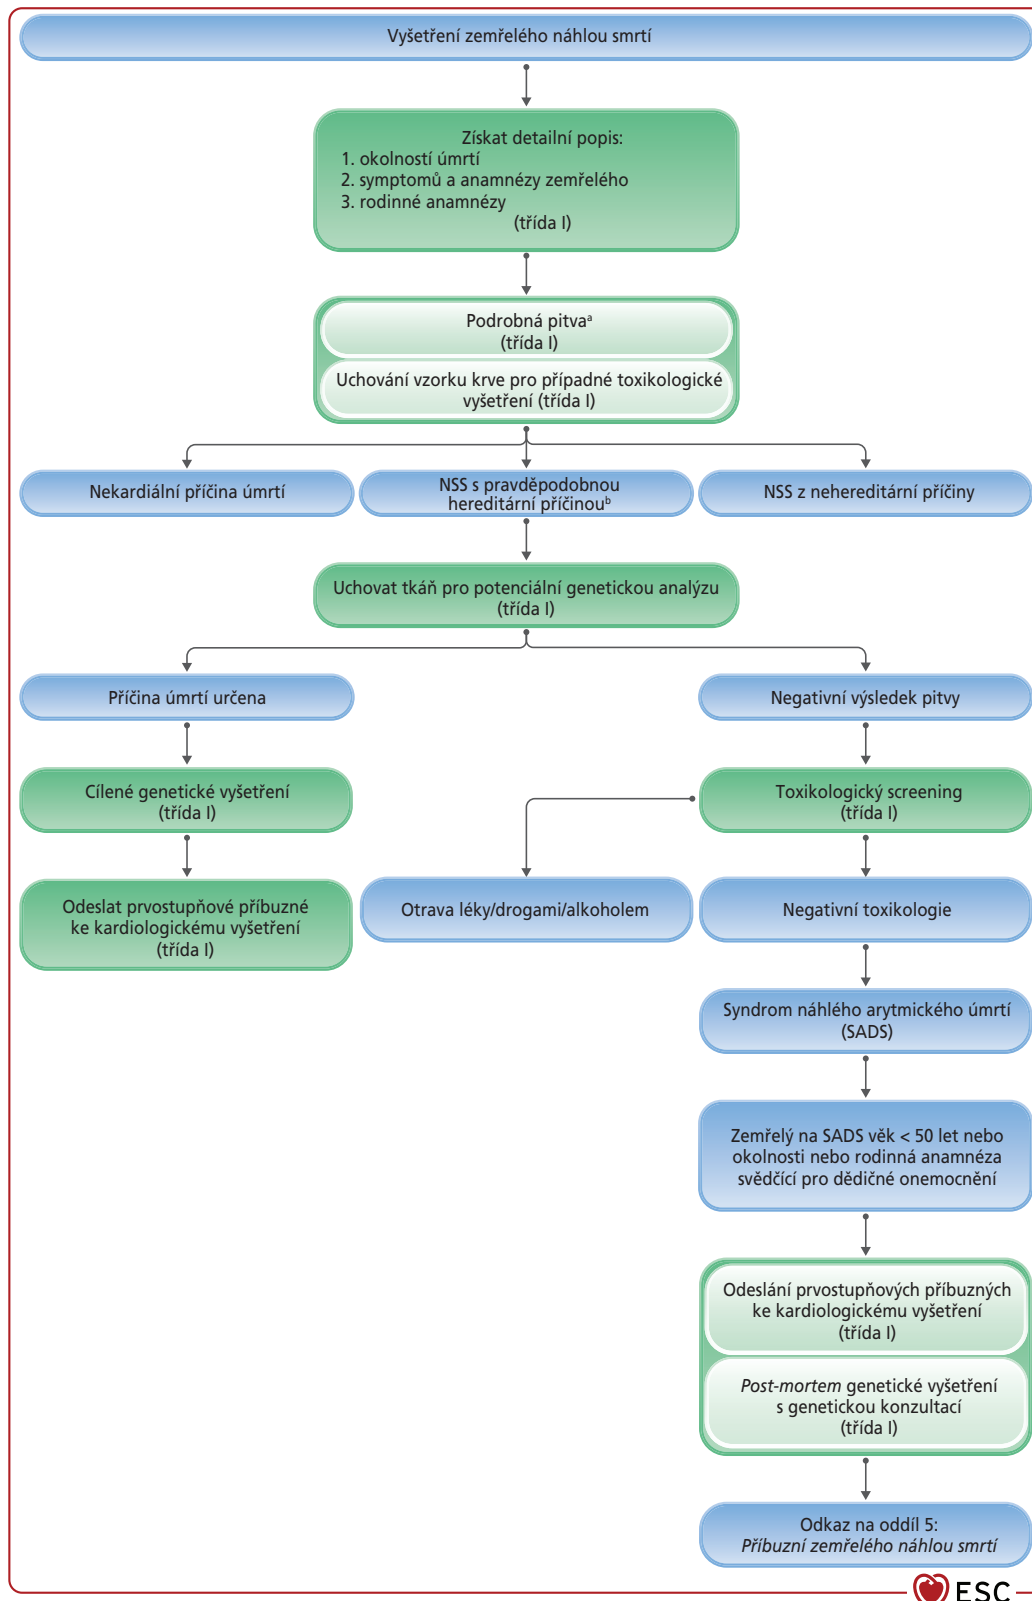 Vyšetření zemřelého náhlou smrtí
Získat detailní popis:
1. okolností úmrtí
2. symptomů a anamnézy zemřelého
3. rodinné anamnézy
(třída I)
Podrobná pitvaᵃ
(třída I)
Uchování vzorku krve pro případné toxikologické
vyšetření (třída I)
Nekardiální příčina úmrtí
NSS s pravděpodobnou
hereditární příčinouᵇ
NSS z nehereditární příčiny
Uchovat tkáň pro potenciální genetickou analýzu
(třída I)
Příčina úmrtí určena
Negativní výsledek pitvy
Cílené genetické vyšetření
(třída I)
Toxikologický screening
(třída I)
Odeslat prvostupňové příbuzné
ke kardiologickému vyšetření
(třída I)
Otrava léky/drogami/alkoholem
Negativní toxikologie
Syndrom náhlého arytmického úmrtí
(SADS)
Zemřelý na SADS věk < 50 let nebo
okolnosti nebo rodinná anamnéza
svědčící pro dědičné onemocnění
Odeslání prvostupňových příbuzných
ke kardiologickému vyšetření
(třída I)
Post-mortem genetické vyšetření
s genetickou konzultací
(třída I)
Odkaz na oddíl 5:
Příbuzní zemřelého náhlou smrtí
ESC